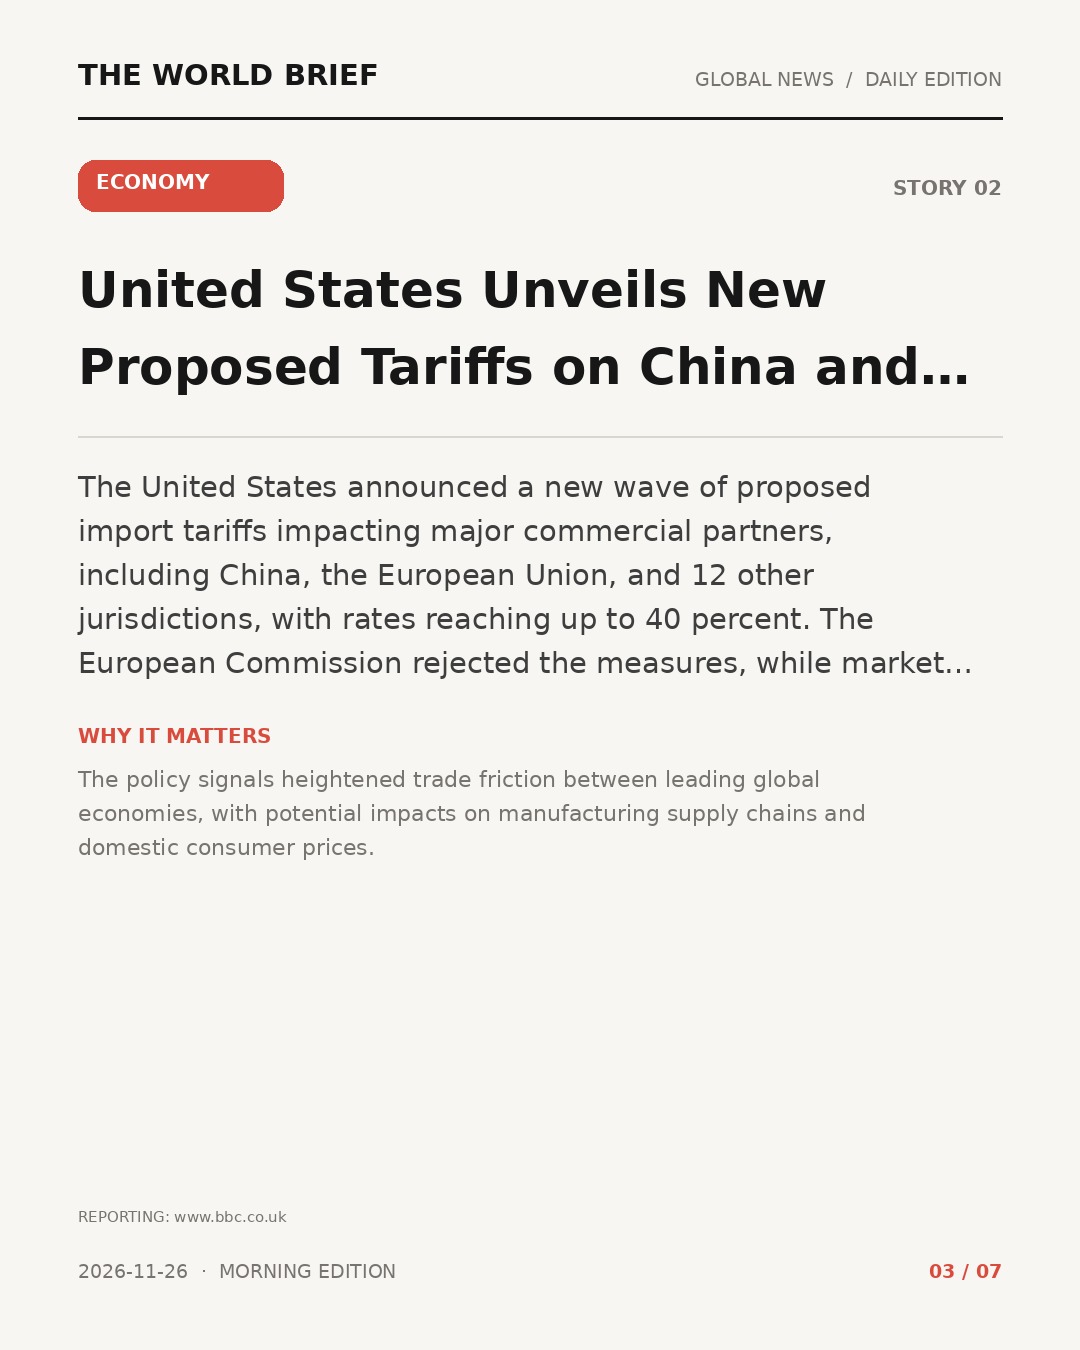 THE WORLD BRIEF
GLOBAL NEWS / DAILY EDITION
ECONOMY
STORY 02
United States Unveils New
Proposed Tariffs on China and…
The United States announced a new wave of proposed
import tariffs impacting major commercial partners,
including China, the European Union, and 12 other
jurisdictions, with rates reaching up to 40 percent. The
European Commission rejected the measures, while market…
WHY IT MATTERS
The policy signals heightened trade friction between leading global
economies, with potential impacts on manufacturing supply chains and
domestic consumer prices.
REPORTING: www.bbc.co.uk
2026-11-26 · MORNING EDITION
03 / 07